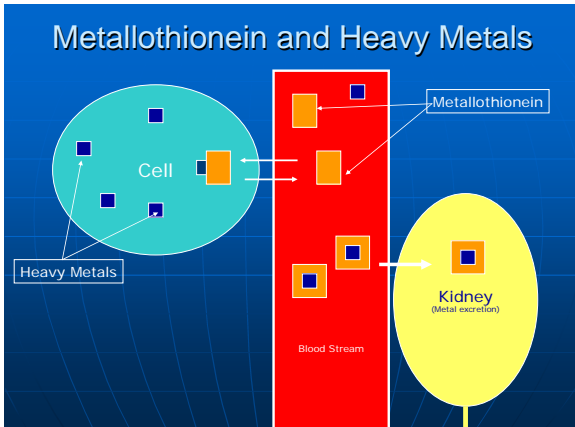 Metallothionein and Heavy Metals
Metallothionein
Cell
Heavy Metals
Kidney
(Metal excretion)
Blood Stream